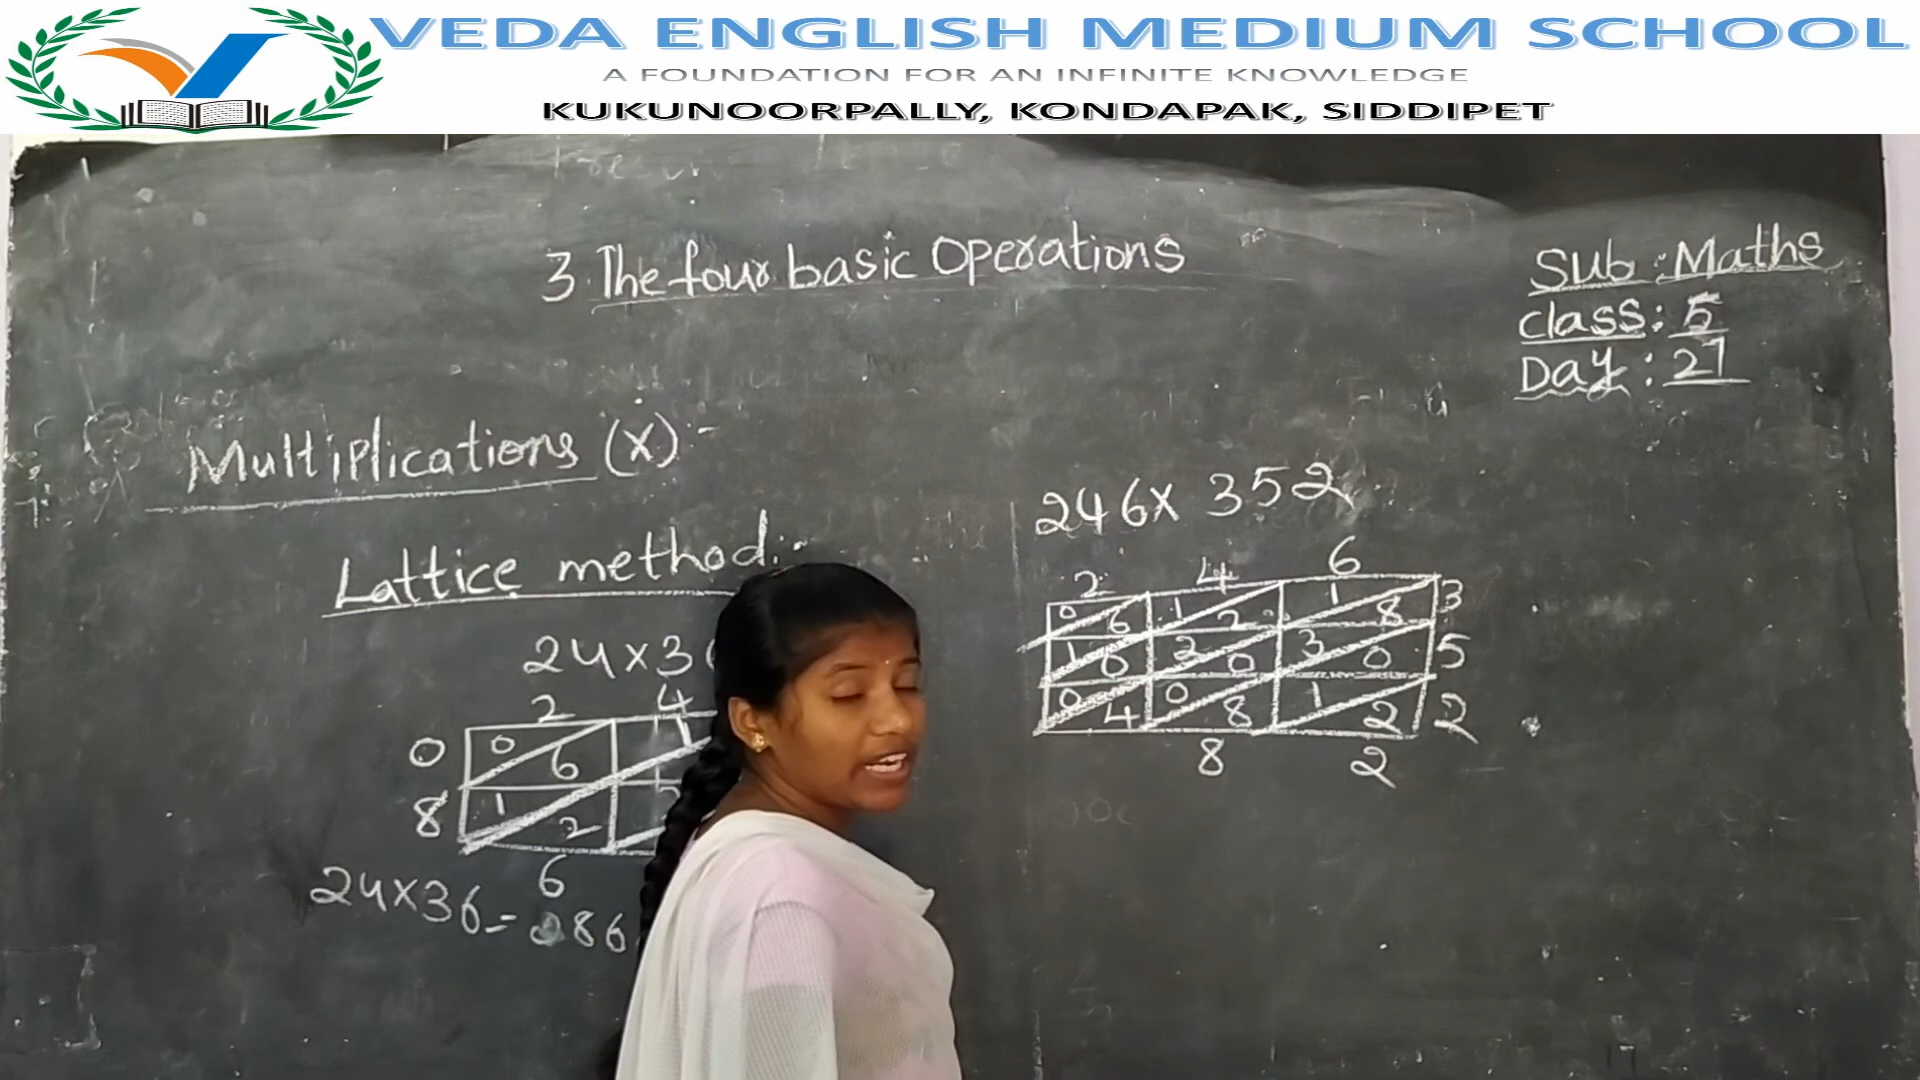 VEDA ENGLISH MEDIUM SCHOOL
A FOUNDATION FOR AN INFINITE KNOWLEDGE
KUKUNOORPALLY, KONDAPAK, SIDDIPET
3. The four basic Operations
Sub : Maths
Class : 5
Day : 27
Multiplications (x) :-
Lattice method :-
24x3
2 4
0 0 6 1
8 1 2
6
24x36 = 086
246x 352
2 4 6
0 6 1 2 1 8 3
1 0 2 0 3 0 5
0 4 0 8 1 2 2
8 2